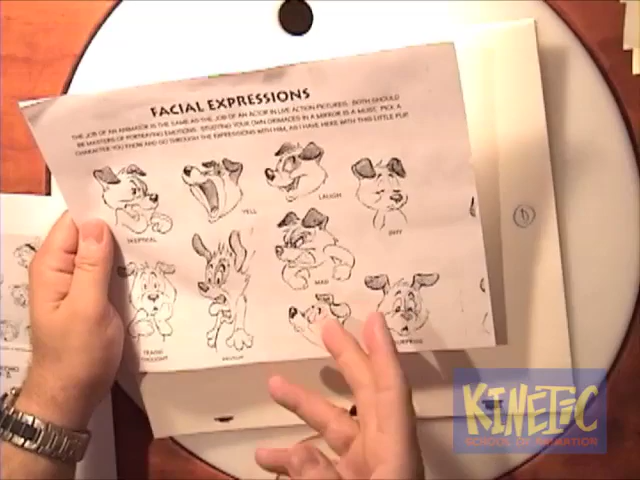 FACIAL EXPRESSIONS
THE JOB OF AN ANIMATOR IS THE SAME AS THE JOB OF AN ACTOR IN LIVE ACTION PICTURES. BOTH SHOULD
BE MASTERS OF PORTRAYING EMOTIONS. STUDYING YOUR OWN GRIMACES IN A MIRROR IS A MUST. PICK A
CHARACTER YOU KNOW AND GO THROUGH THE EXPRESSIONS WITH HIM, AS I HAVE HERE WITH THIS LITTLE PUP.
SKEPTICAL
YELL
LAUGH
MAD
SURPRISE
KINETIC
SCHOOL OF ANIMATION